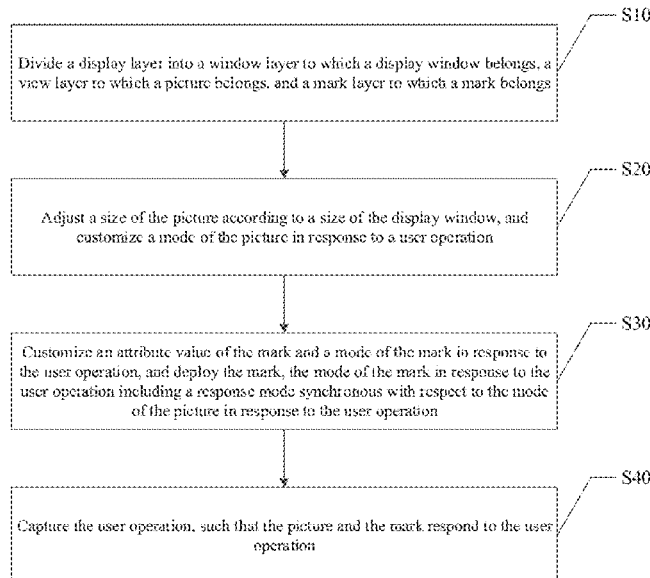 S10
Divide a display layer into a window layer to which a display window belongs, a
view layer to which a picture belongs, and a mark layer to which a mark belongs
S20
Adjust a size of the picture according to a size of the display window, and
customize a mode of the picture in response to a user operation
S30
Customize an attribute value of the mark and a mode of the mark in response to
the user operation, and deploy the mark, the mode of the mark in response to the
user operation including a response mode synchronous with respect to the mode
of the picture in response to the user operation
S40
Capture the user operation, such that the picture and the mark respond to the user
operation